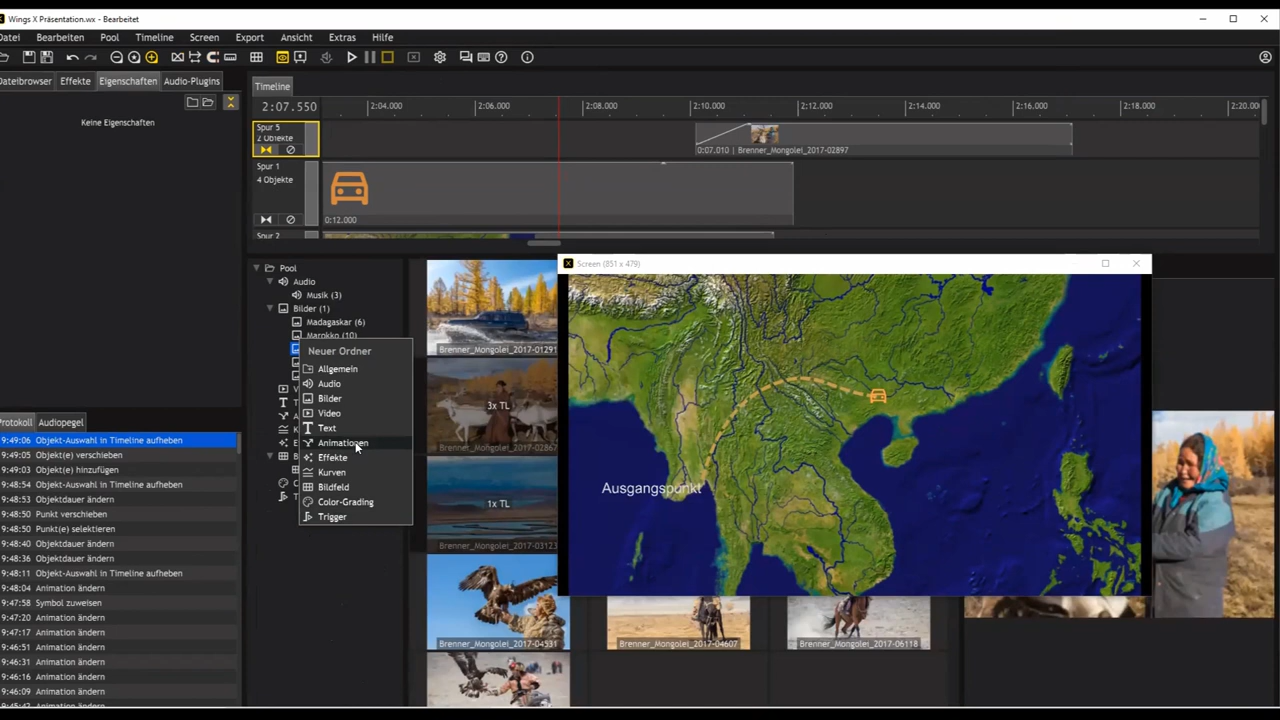 Wings X Präsentation.wx - Bearbeitet
Datei Bearbeiten Pool Timeline Screen Export Ansicht Extras Hilfe
Dateibrowser Effekte Eigenschaften Audio-Plugins
Keine Eigenschaften
Timeline
2:07.550
2:04.000 2:06.000 2:08.000 2:10.000 2:12.000 2:14.000 2:16.000 2:18.000 2:20.000
Spur 5
2 Objekte
0:07.010 | Brenner_Mongolei_2017-02897
Spur 1
4 Objekte
0:12.000
Spur 2
Pool
Audio
Musik (3)
Bilder (1)
Madagaskar (6)
Marokko (10)
Neuer Ordner
Allgemein
Audio
Bilder
Video
Text
Animationen
Effekte
Kurven
Bildfeld
Color-Grading
Trigger
Brenner_Mongolei_2017-01291
3x TL
Brenner_Mongolei_2017-02867
1x TL
Brenner_Mongolei_2017-03123
Brenner_Mongolei_2017-04531
Brenner_Mongolei_2017-04607
Brenner_Mongolei_2017-06118
Screen (851 x 479)
Ausgangspunkt
Protokoll Audiopegel
9:49:06 Objekt-Auswahl in Timeline aufheben
9:49:05 Objekt(e) verschieben
9:49:03 Objekt(e) hinzufügen
9:48:54 Objekt-Auswahl in Timeline aufheben
9:48:53 Objektdauer ändern
9:48:50 Punkt verschieben
9:48:50 Punkt(e) selektieren
9:48:40 Objektdauer ändern
9:48:36 Objektdauer ändern
9:48:11 Objekt-Auswahl in Timeline aufheben
9:48:04 Animation ändern
9:47:58 Symbol zuweisen
9:47:20 Animation ändern
9:47:17 Animation ändern
9:46:51 Animation ändern
9:46:31 Animation ändern
9:46:16 Animation ändern
9:46:09 Animation ändern
9:45:42 Animation ändern